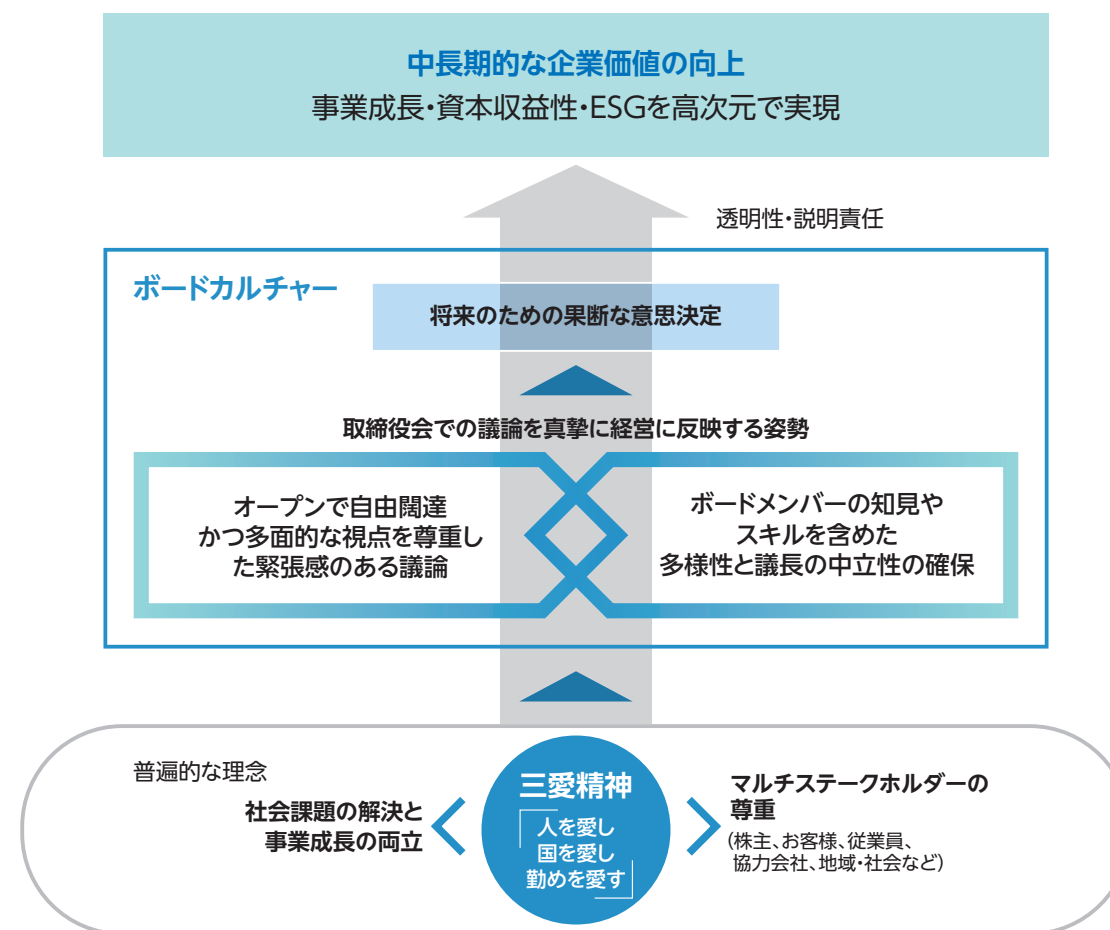 中長期的な企業価値の向上
事業成長・資本収益性・ESGを高次元で実現
透明性・説明責任
ボードカルチャー
将来のための果断な意思決定
取締役会での議論を真摯に経営に反映する姿勢
オープンで自由闊達
かつ多面的な視点を尊重し
た緊張感のある議論
ボードメンバーの知見や
スキルを含めた
多様性と議長の中立性の確保
普遍的な理念
社会課題の解決と
事業成長の両立
三愛精神
「人を愛し
国を愛し
勤めを愛す」
マルチステークホルダーの
尊重
(株主、お客様、従業員、
協力会社、地域・社会など)